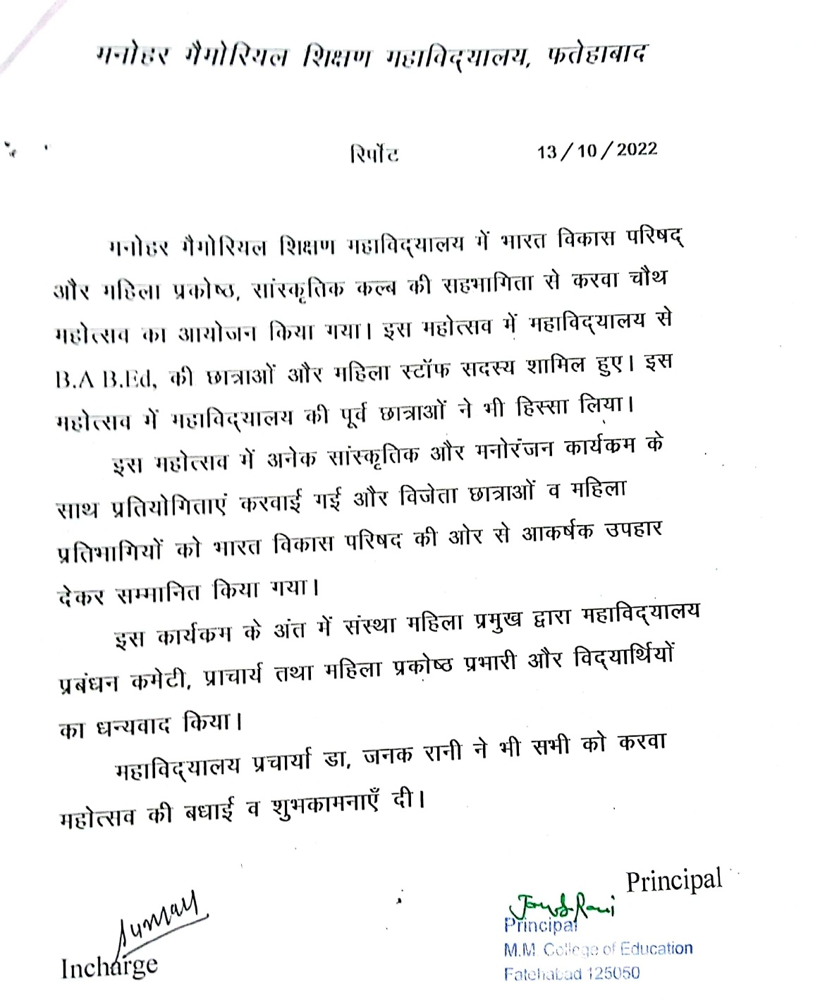 मनोहर मैमोरियल शिक्षण महाविद्यालय, फतेहाबाद
रिर्पोट 13/10/2022
मनोहर मैमोरियल शिक्षण महाविद्यालय में भारत विकास परिषद्
और महिला प्रकोष्ठ, सांस्कृतिक कल्ब की सहभागिता से करवा चौथ
महोत्सव का आयोजन किया गया। इस महोत्सव में महाविद्यालय से
B.A B.Ed, की छात्राओं और महिला स्टॉफ सदस्य शामिल हुए। इस
महोत्सव में महाविद्यालय की पूर्व छात्राओं ने भी हिस्सा लिया।
इस महोत्सव में अनेक सांस्कृतिक और मनोरंजन कार्यकम के
साथ प्रतियोगिताएं करवाई गई और विजेता छात्राओं व महिला
प्रतिभागियों को भारत विकास परिषद की ओर से आकर्षक उपहार
देकर सम्मानित किया गया।
इस कार्यकम के अंत में संस्था महिला प्रमुख द्वारा महाविद्यालय
प्रबंधन कमेटी, प्राचार्य तथा महिला प्रकोष्ठ प्रभारी और विद्यार्थियों
का धन्यवाद किया।
महाविद्यालय प्रचार्या डा, जनक रानी ने भी सभी को करवा
महोत्सव की बधाई व शुभकामनाएँ दी।
Principal
Incharge
Principal
M.M. College of Education
Fatehabad 125050